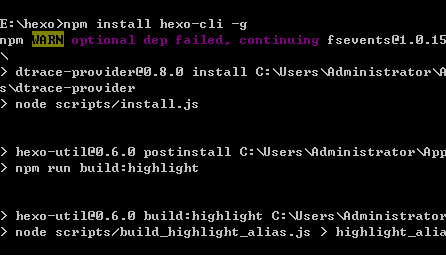 E:\hexo>npm install hexo-cli -g
npm WARN optional dep failed, continuing fsevents@1.0.15
\
> dtrace-provider@0.8.0 install C:\Users\Administrator\A
s\dtrace-provider
> node scripts/install.js
> hexo-util@0.6.0 postinstall C:\Users\Administrator\App
> npm run build:highlight
> hexo-util@0.6.0 build:highlight C:\Users\Administrator
> node scripts/build_highlight_alias.js > highlight_alia